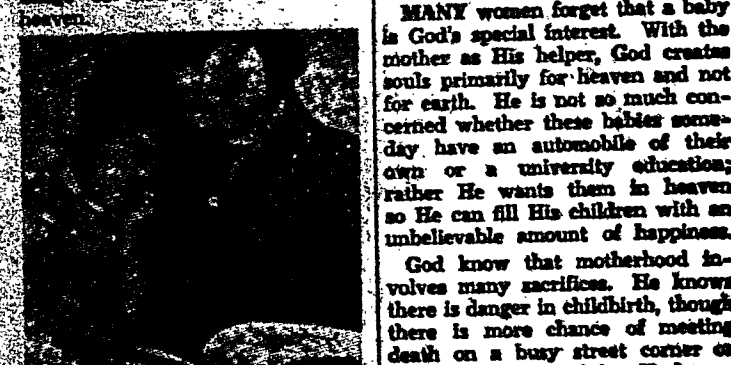 heaven.
MANY women forget that a baby
is God's special interest. With the
mother as His helper, God creates
souls primarily for heaven and not
for earth. He is not so much con-
cerned whether these babies some-
day have an automobile of their
own or a university education;
rather He wants them in heaven
so He can fill His children with an
unbelievable amount of happiness.
God know that motherhood in-
volves many sacrifices. He knows
there is danger in childbirth, though
there is more chance of meeting
death on a busy street corner or